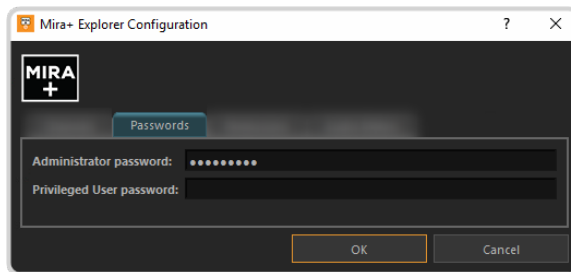 Mira+ Explorer Configuration ? ×
MIRA
+
Passwords
Administrator password: •••••••••
Privileged User password:
OK Cancel